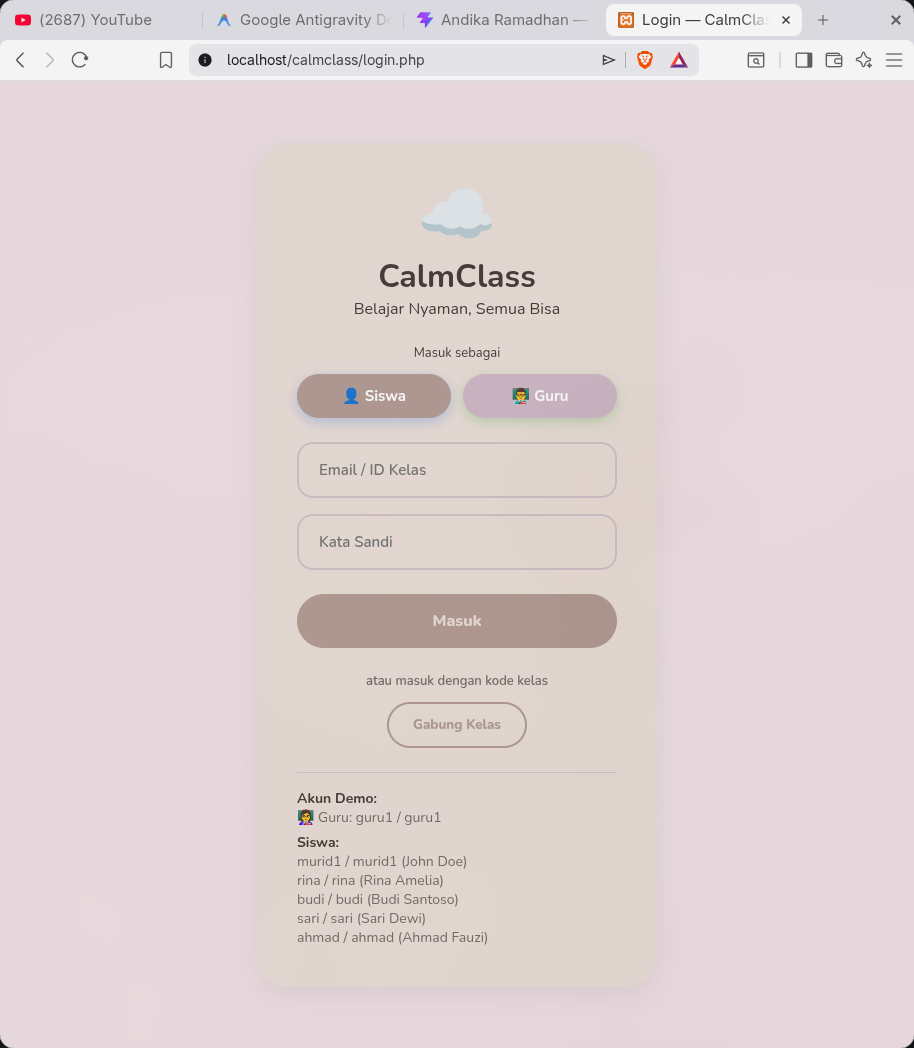 (2687) YouTube
Google Antigravity Do
Andika Ramadhan —
Login — CalmClas
localhost/calmclass/login.php
CalmClass
Belajar Nyaman, Semua Bisa
Masuk sebagai
Siswa
Guru
Email / ID Kelas
Kata Sandi
Masuk
atau masuk dengan kode kelas
Gabung Kelas
Akun Demo:
Guru: guru1 / guru1
Siswa:
murid1 / murid1 (John Doe)
rina / rina (Rina Amelia)
budi / budi (Budi Santoso)
sari / sari (Sari Dewi)
ahmad / ahmad (Ahmad Fauzi)